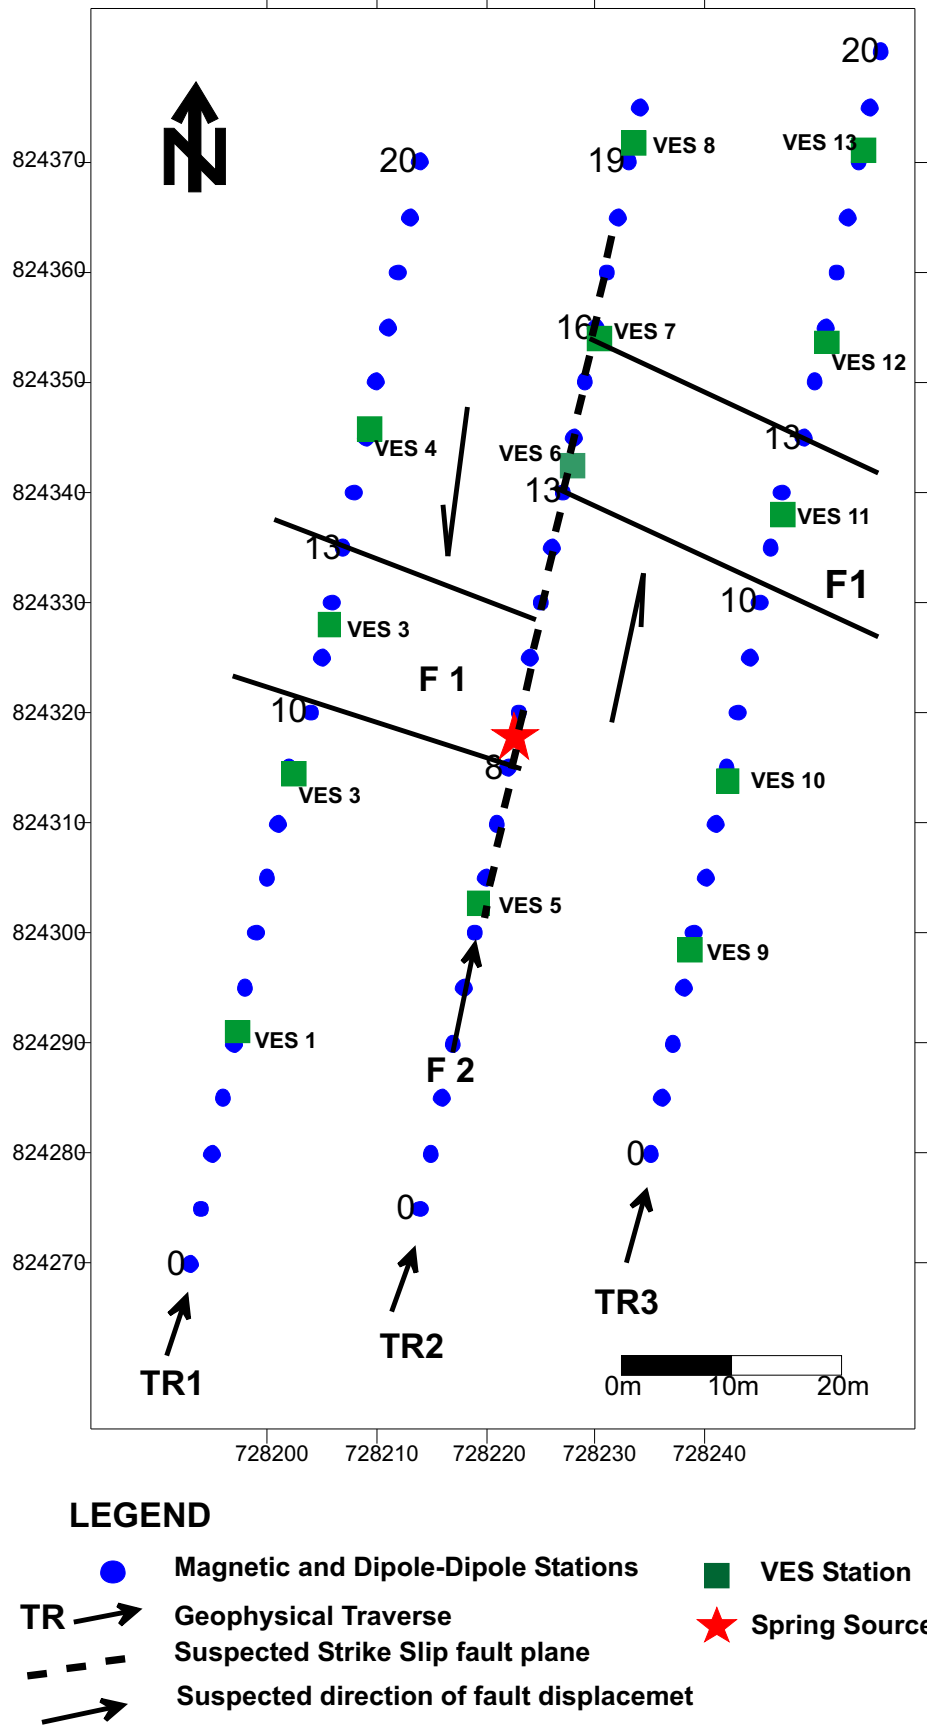 20
N
824370
20
19
VES 8
VES 13
824360
16
VES 7
VES 12
824350
13
VES 4
VES 6
824340
13
VES 11
13
F1
824330
10
VES 3
F 1
824320
10
8
VES 3
VES 10
824310
VES 5
824300
VES 9
824290
VES 1
F 2
824280
0
0
824270
0
TR3
TR2
TR1
0m 10m 20m
728200 728210 728220 728230 728240
LEGEND
Magnetic and Dipole-Dipole Stations
VES Station
TR
Geophysical Traverse
Spring Source
Suspected Strike Slip fault plane
Suspected direction of fault displacemet